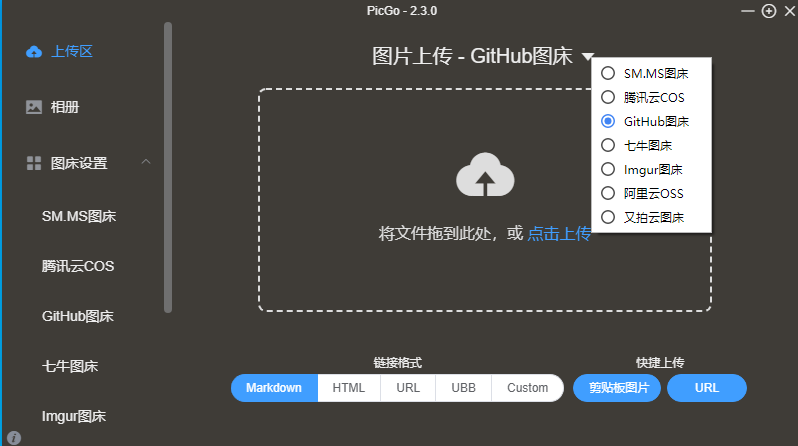 PicGo - 2.3.0
上传区
相册
图床设置
SM.MS图床
腾讯云COS
GitHub图床
七牛图床
Imgur图床
图片上传 - GitHub图床
SM.MS图床
腾讯云COS
GitHub图床
七牛图床
Imgur图床
阿里云OSS
又拍云图床
将文件拖到此处，或 点击上传
链接格式
Markdown HTML URL UBB Custom
快捷上传
剪贴板图片 URL